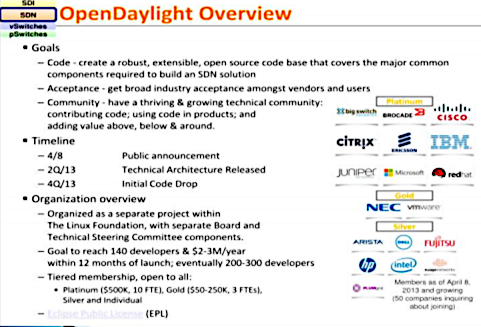 SDI
SDN
vSwitches
pSwitches
OpenDaylight Overview
Goals
– Code - create a robust, extensible, open source code base that covers the major common
components required to build an SDN solution
– Acceptance - get broad industry acceptance amongst vendors and users
– Community - have a thriving & growing technical community:
contributing code; using code in products; and
adding value above, below & around.
Timeline
– 4/8 Public announcement
– 2Q/13 Technical Architecture Released
– 4Q/13 Initial Code Drop
Organization overview
– Organized as a separate project within
The Linux Foundation, with separate Board and
Technical Steering Committee components.
– Goal to reach 140 developers & $2-3M/year
within 12 months of launch; eventually 200-300 developers
– Tiered membership, open to all:
• Platinum ($500K, 10 FTE), Gold ($50-250K, 3 FTEs),
Silver and Individual
– Eclipse Public License (EPL)
Platinum
big switch BROCADE CISCO
CITRIX ERICSSON IBM
JUNIPER Microsoft redhat
Gold
NEC vmware
Silver
ARISTA DELL FUJITSU
hp intel
PLUMgrid
Members as of April 8,
2013 and growing
(50 companies inquiring
about joining)